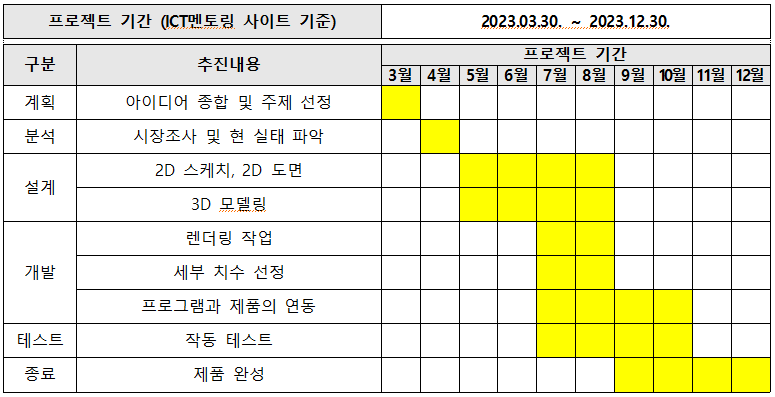 프로젝트 기간 (ICT멘토링 사이트 기준) 2023.03.30. ~ 2023.12.30.
구분 추진내용 프로젝트 기간
3월 4월 5월 6월 7월 8월 9월 10월 11월 12월
계획 아이디어 종합 및 주제 선정
분석 시장조사 및 현 실태 파악
설계 2D 스케치, 2D 도면
3D 모델링
개발 렌더링 작업
세부 치수 선정
프로그램과 제품의 연동
테스트 작동 테스트
종료 제품 완성